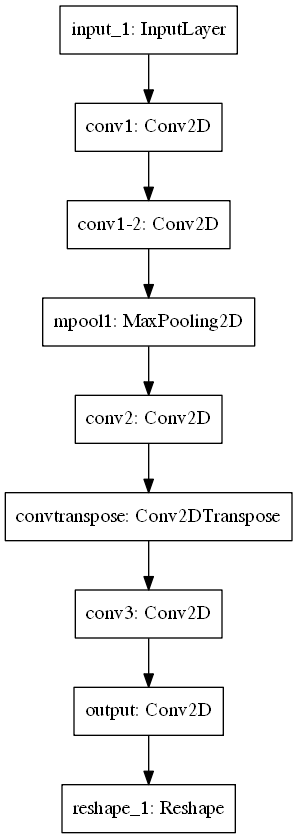 input_1: InputLayer
conv1: Conv2D
conv1-2: Conv2D
mpool1: MaxPooling2D
conv2: Conv2D
convtranspose: Conv2DTranspose
conv3: Conv2D
output: Conv2D
reshape_1: Reshape